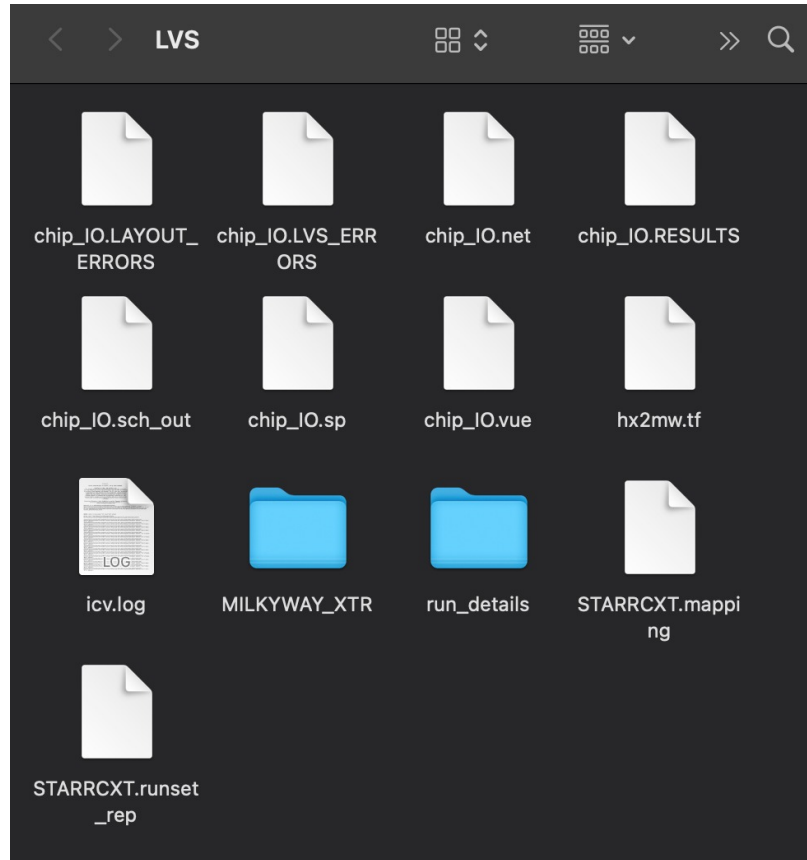 LVS
chip_IO.LAYOUT_
ERRORS
chip_IO.LVS_ERR
ORS
chip_IO.net
chip_IO.RESULTS
chip_IO.sch_out
chip_IO.sp
chip_IO.vue
hx2mw.tf
LOG
icv.log
MILKYWAY_XTR
run_details
STARRCXT.mappi
ng
STARRCXT.runset
_rep